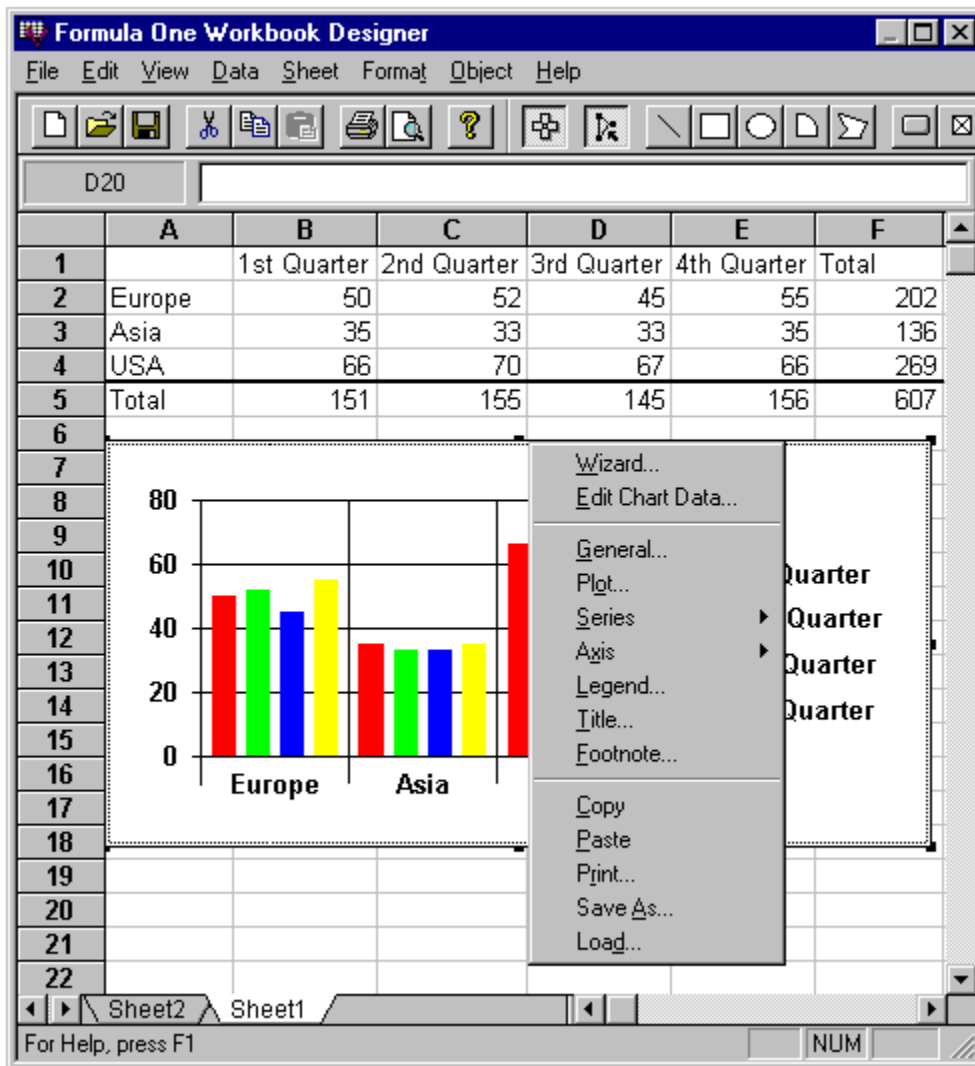 Formula One Workbook Designer
File Edit View Data Sheet Format Object Help
D20
A B C D E F
1 1st Quarter 2nd Quarter 3rd Quarter 4th Quarter Total
2 Europe 50 52 45 55 202
3 Asia 35 33 33 35 136
4 USA 66 70 67 66 269
5 Total 151 155 145 156 607
6
7
8
9
10
11
12
13
14
15
16
17
18
19
20
21
22
80
60
40
20
0
Europe Asia
Wizard...
Edit Chart Data...
General...
Plot...
Series
Axis
Legend...
Title...
Footnote...
Copy
Paste
Print...
Save As...
Load...
Quarter
Quarter
Quarter
Quarter
Sheet2 Sheet1
For Help, press F1 NUM